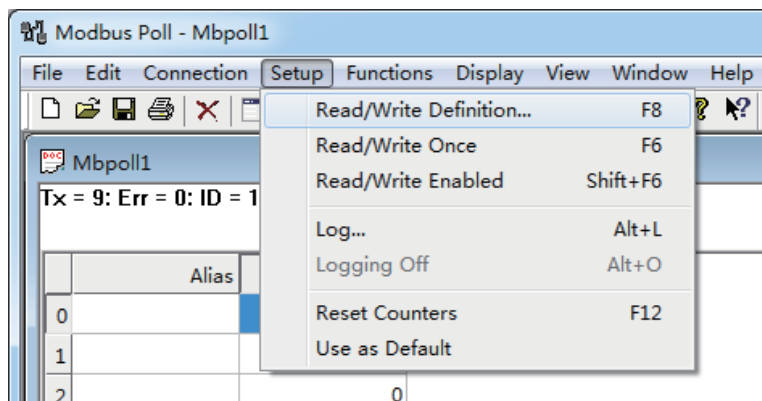 Modbus Poll - Mbpoll1
File Edit Connection Setup Functions Display View Window Help
Read/Write Definition... F8
Read/Write Once F6
Read/Write Enabled Shift+F6
Log... Alt+L
Logging Off Alt+O
Reset Counters F12
Use as Default
Mbpoll1
Tx = 9: Err = 0: ID = 1
Alias
0
1
2 0